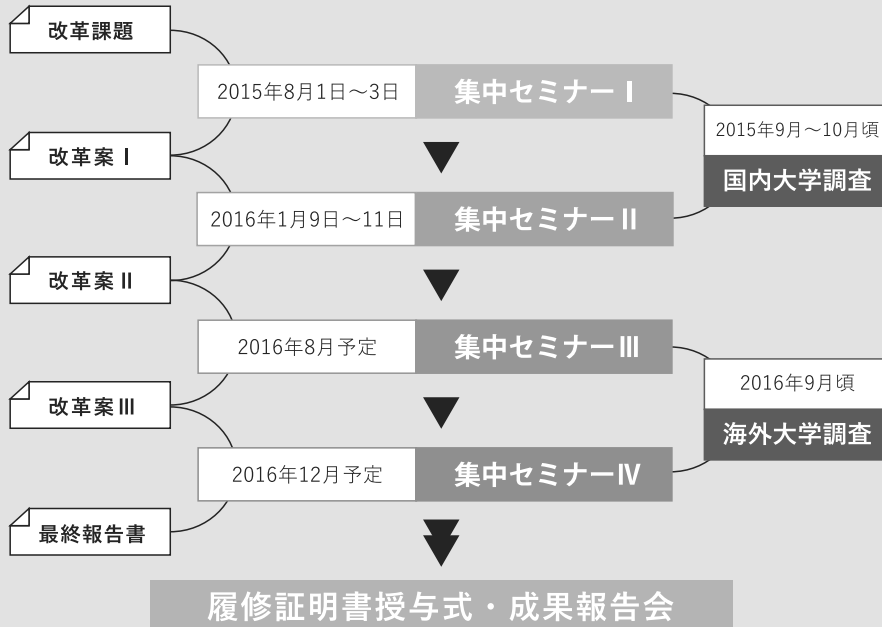 改革課題
2015年8月1日～3日
集中セミナーⅠ
2015年9月～10月頃
国内大学調査
改革案Ⅰ
2016年1月9日～11日
集中セミナーⅡ
改革案Ⅱ
2016年8月予定
集中セミナーⅢ
2016年9月頃
海外大学調査
改革案Ⅲ
2016年12月予定
集中セミナーⅣ
最終報告書
履修証明書授与式・成果報告会